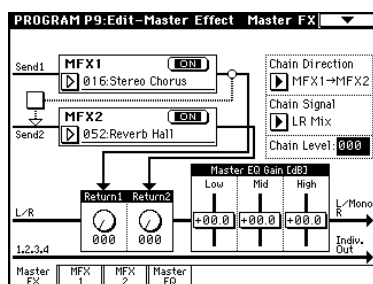 PROGRAM P9:Edit-Master Effect Master FX
Send1
MFX1 ON
016:Stereo Chorus
Chain Direction
MFX1→MFX2
MFX2 ON
Send2
052:Reverb Hall
Chain Signal
LR Mix
Chain Level: 000
Master EQ Gain [dB]
Return1 Return2
Low Mid High
L/R
000 000
+00.0 +00.0 +00.0
L/Mono
R
1.2.3.4
Indiv.
Out
Master FX
MFX 1
MFX 2
Master EQ